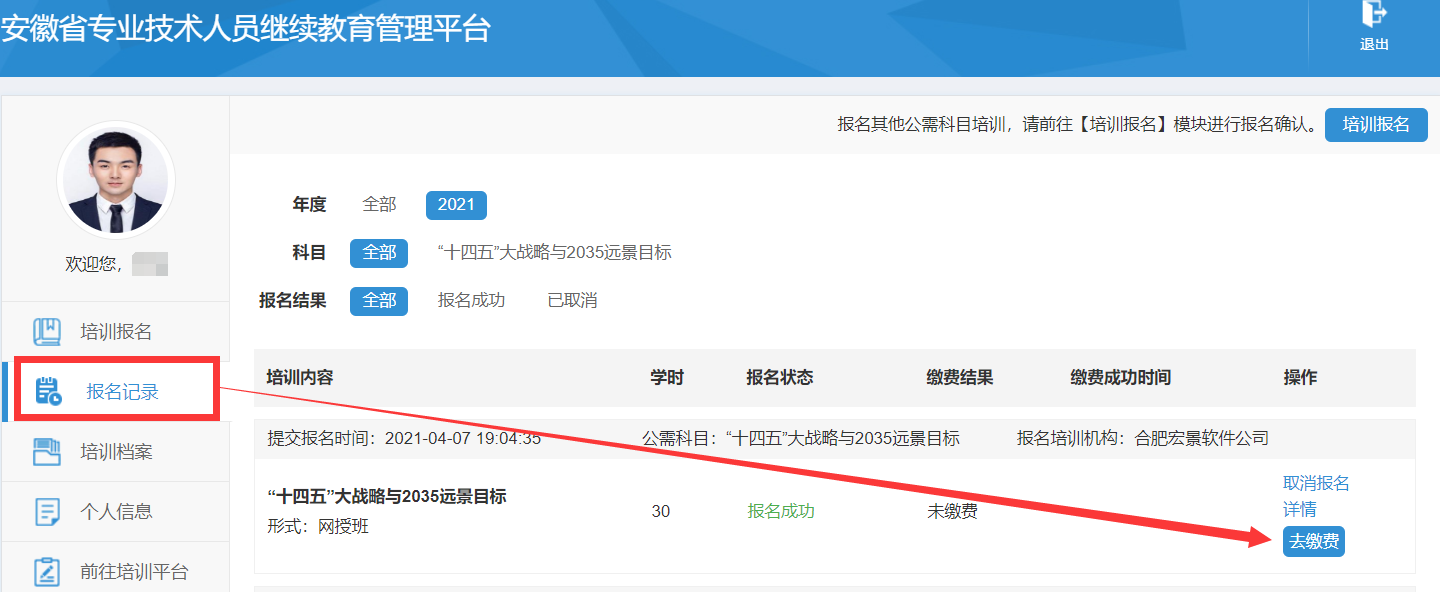 安徽省专业技术人员继续教育管理平台
退出
报名其他公需科目培训，请前往【培训报名】模块进行报名确认。 培训报名
欢迎您，
培训报名
报名记录
培训档案
个人信息
前往培训平台
年度 全部 2021
科目 全部 “十四五”大战略与2035远景目标
报名结果 全部 报名成功 已取消
培训内容 学时 报名状态 缴费结果 缴费成功时间 操作
提交报名时间：2021-04-07 19:04:35 公需科目：“十四五”大战略与2035远景目标 报名培训机构：合肥宏景软件公司
“十四五”大战略与2035远景目标
形式：网授班
30 报名成功 未缴费
取消报名
详情
去缴费